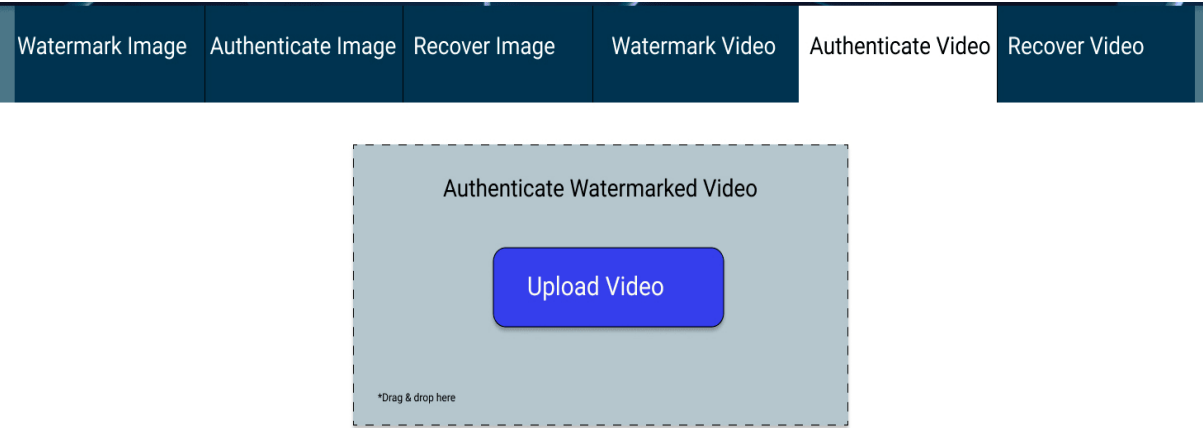 Watermark Image Authenticate Image Recover Image Watermark Video Authenticate Video Recover Video
Authenticate Watermarked Video
Upload Video
*Drag & drop here